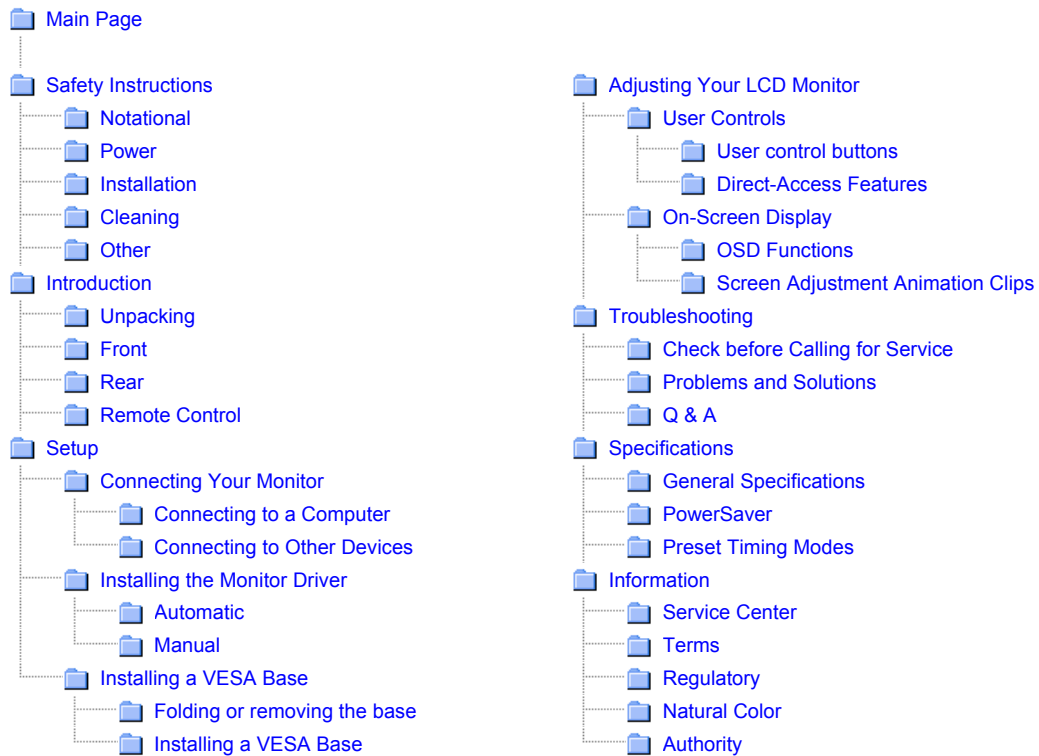 Main Page
Safety Instructions
Notational
Power
Installation
Cleaning
Other
Introduction
Unpacking
Front
Rear
Remote Control
Setup
Connecting Your Monitor
Connecting to a Computer
Connecting to Other Devices
Installing the Monitor Driver
Automatic
Manual
Installing a VESA Base
Folding or removing the base
Installing a VESA Base
Adjusting Your LCD Monitor
User Controls
User control buttons
Direct-Access Features
On-Screen Display
OSD Functions
Screen Adjustment Animation Clips
Troubleshooting
Check before Calling for Service
Problems and Solutions
Q & A
Specifications
General Specifications
PowerSaver
Preset Timing Modes
Information
Service Center
Terms
Regulatory
Natural Color
Authority